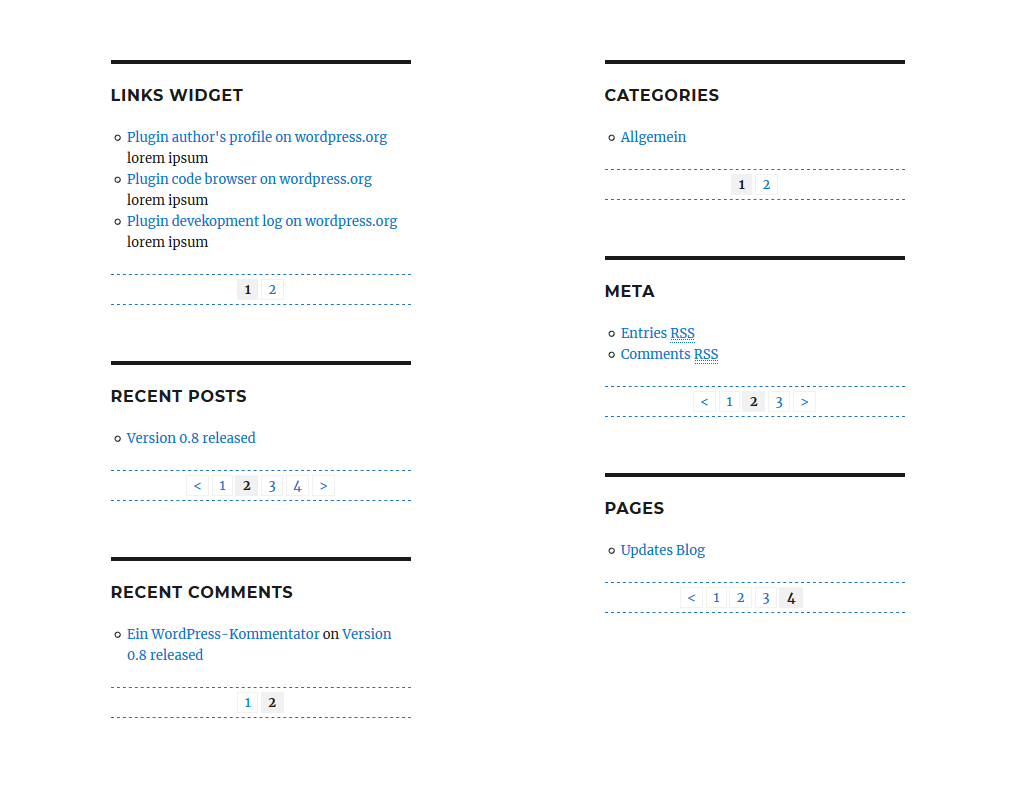 LINKS WIDGET
Plugin author's profile on wordpress.org
lorem ipsum
Plugin code browser on wordpress.org
lorem ipsum
Plugin devekopment log on wordpress.org
lorem ipsum
1 2
RECENT POSTS
Version 0.8 released
< 1 2 3 4 >
RECENT COMMENTS
Ein WordPress-Kommentator on Version
0.8 released
1 2
CATEGORIES
Allgemein
1 2
META
Entries RSS
Comments RSS
< 1 2 3 >
PAGES
Updates Blog
< 1 2 3 4